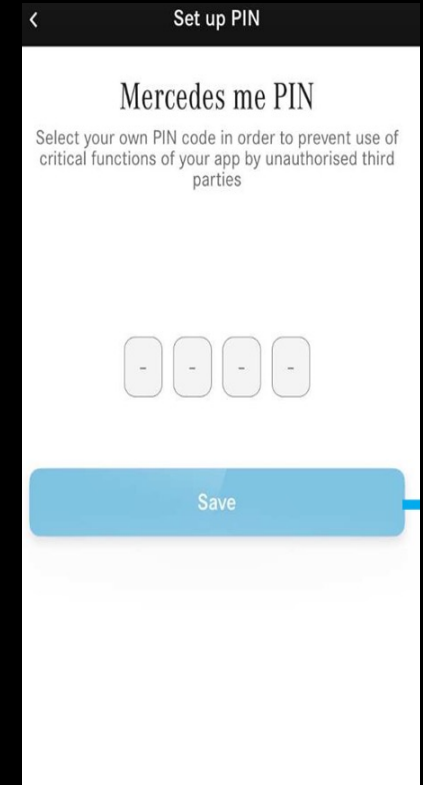 Set up PIN
Mercedes me PIN
Select your own PIN code in order to prevent use of
critical functions of your app by unauthorised third
parties
- - - -
Save